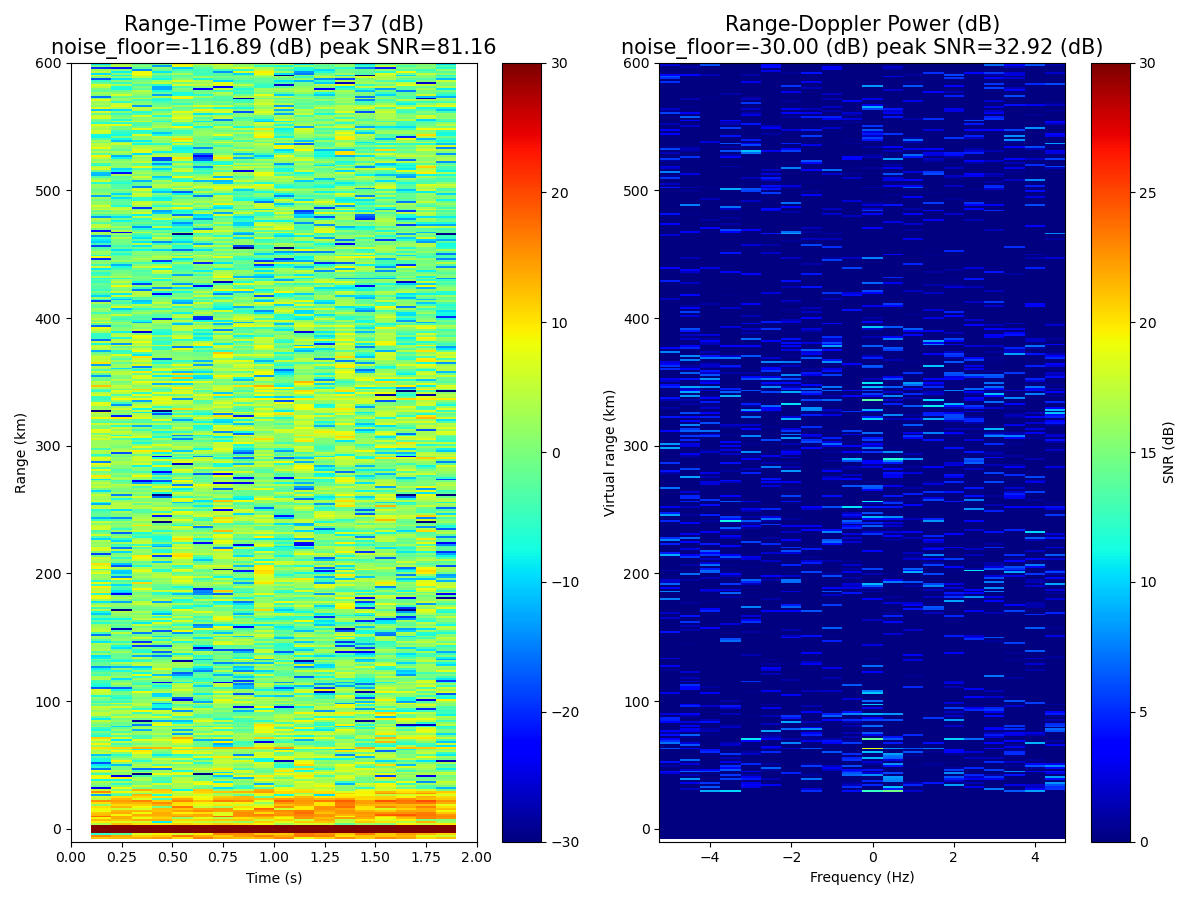 Range-Time Power f=37 (dB)
noise_floor=-116.89 (dB) peak SNR=81.16
Range-Doppler Power (dB)
noise_floor=-30.00 (dB) peak SNR=32.92 (dB)
Range (km)
600
500
400
300
200
100
0
0.00 0.25 0.50 0.75 1.00 1.25 1.50 1.75 2.00
Time (s)
30
20
10
0
−10
−20
−30
Virtual range (km)
600
500
400
300
200
100
0
−4 −2 0 2 4
Frequency (Hz)
30
25
20
15
10
5
0
SNR (dB)